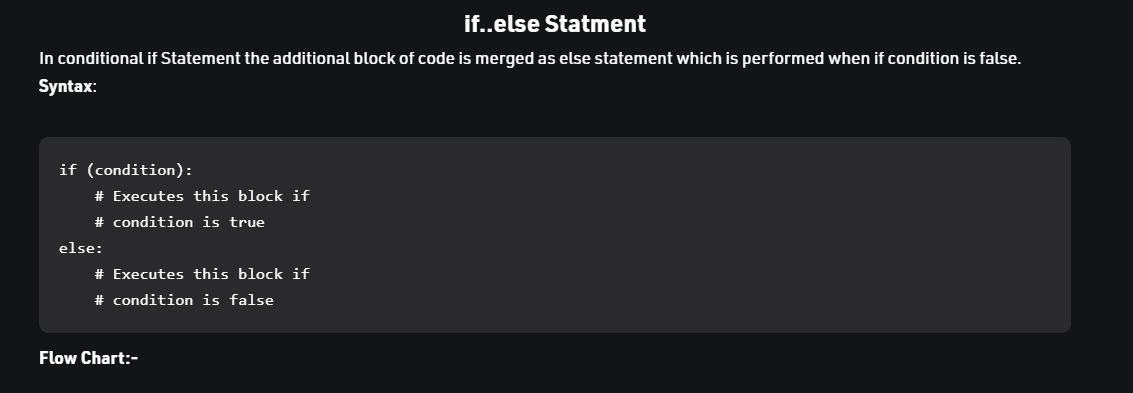 if..else Statment
In conditional if Statement the additional block of code is merged as else statement which is performed when if condition is false.
Syntax:
if (condition):
    # Executes this block if
    # condition is true
else:
    # Executes this block if
    # condition is false
Flow Chart:-